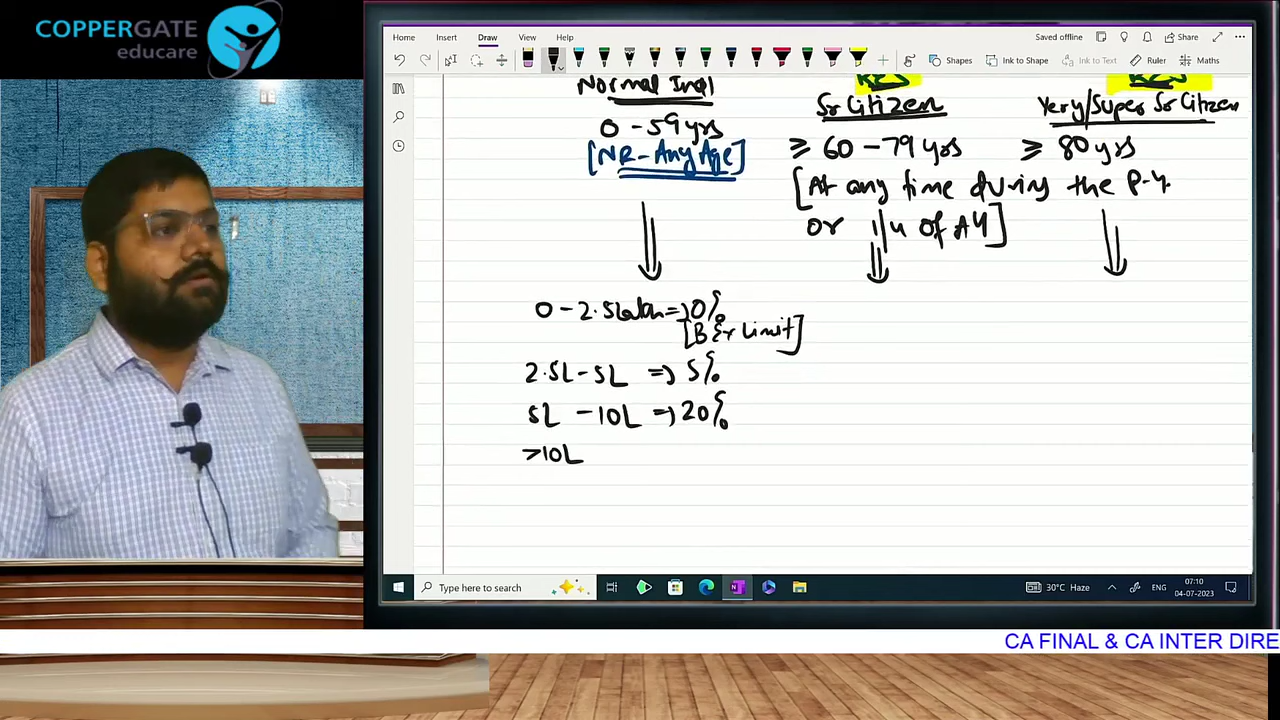 COPPERGATE
educare
Home Insert Draw View Help
Saved offline
Share
Shapes
Ink to Shape
Ink to Text
Ruler
Maths
Normal Indl
0 - 59 yrs
[NR - Any Age]
RES
Sr Citizen
≥ 60 - 79 yrs
RES
Very/Super Sr Citizen
≥ 80 yrs
[At any time during the P.Y.
or 1/4 of AY]
0 - 2.5 => 0%
[B Ex Limit]
2.5L - 5L => 5%
5L - 10L => 20%
>10L
Type here to search
30°C Haze
ENG
07:10
04-07-2023
CA FINAL & CA INTER DIRE